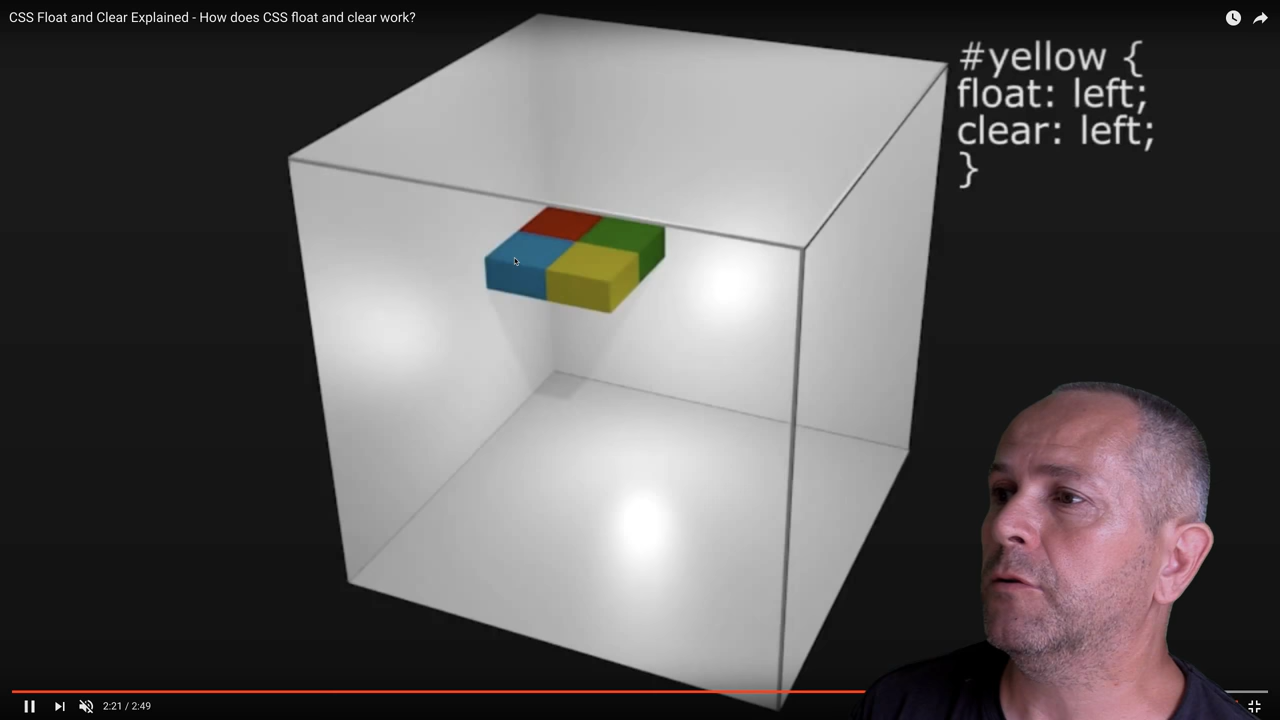 CSS Float and Clear Explained - How does CSS float and clear work?
#yellow {
float: left;
clear: left;
}
2:21 / 2:49